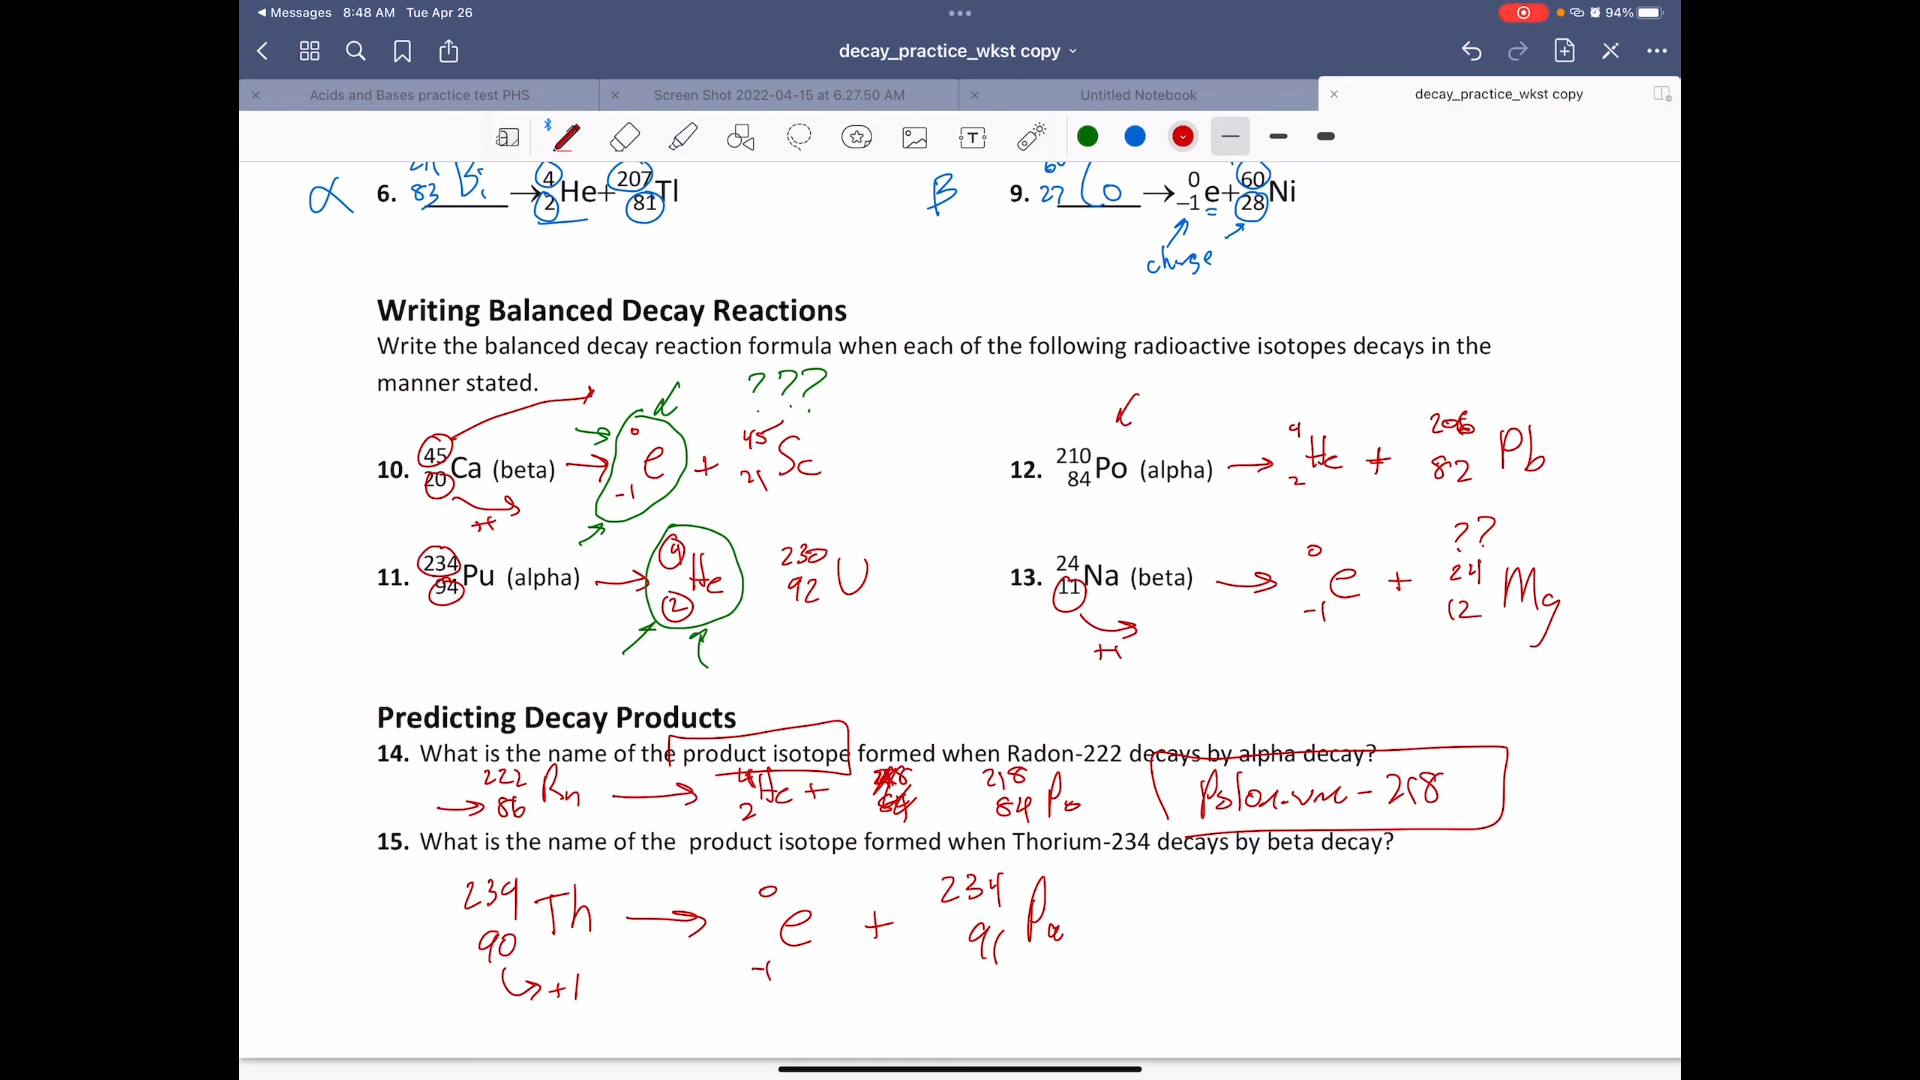 Messages 8:48 AM Tue Apr 26 94%
decay_practice_wkst copy
Acids and Bases practice test PHS Screen Shot 2022-04-15 at 6.27.50 AM Untitled Notebook decay_practice_wkst copy
α 6. 83 Bi → 4 2 He+ 207 81 Tl
β 9. 60 27 Co → 0 −1 e+ 60 28 Ni
charge
Writing Balanced Decay Reactions
Write the balanced decay reaction formula when each of the following radioactive isotopes decays in the
manner stated.
???
10. 45 20 Ca (beta) → 0 -1 e + 45 21 Sc
+1
12. 210 84 Po (alpha) → 4 2 He + 206 82 Pb
11. 234 94 Pu (alpha) → 4 2 He 230 92 U
??
13. 24 11 Na (beta) → 0 -1 e + 24 12 Mg
+1
Predicting Decay Products
14. What is the name of the product isotope formed when Radon-222 decays by alpha decay?
→ 222 86 Rn → 4 2 He + 218 84 Po Polonium - 218
15. What is the name of the product isotope formed when Thorium-234 decays by beta decay?
234 90 Th → 0 -1 e + 234 91 Pa
+1